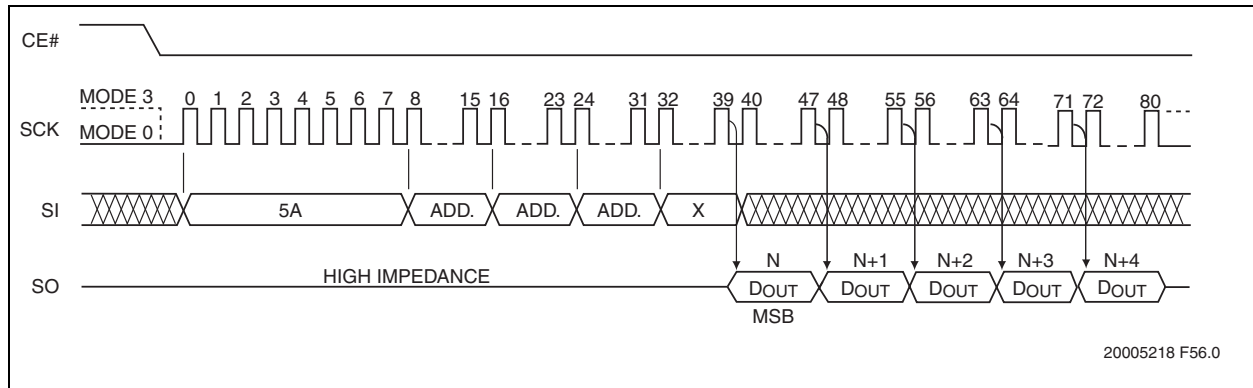 CE#
MODE 3
0 1 2 3 4 5 6 7 8 15 16 23 24 31 32 39 40 47 48 55 56 63 64 71 72 80
SCK
MODE 0
SI 5A ADD. ADD. ADD. X
N N+1 N+2 N+3 N+4
SO HIGH IMPEDANCE DOUT DOUT DOUT DOUT DOUT
MSB
20005218 F56.0